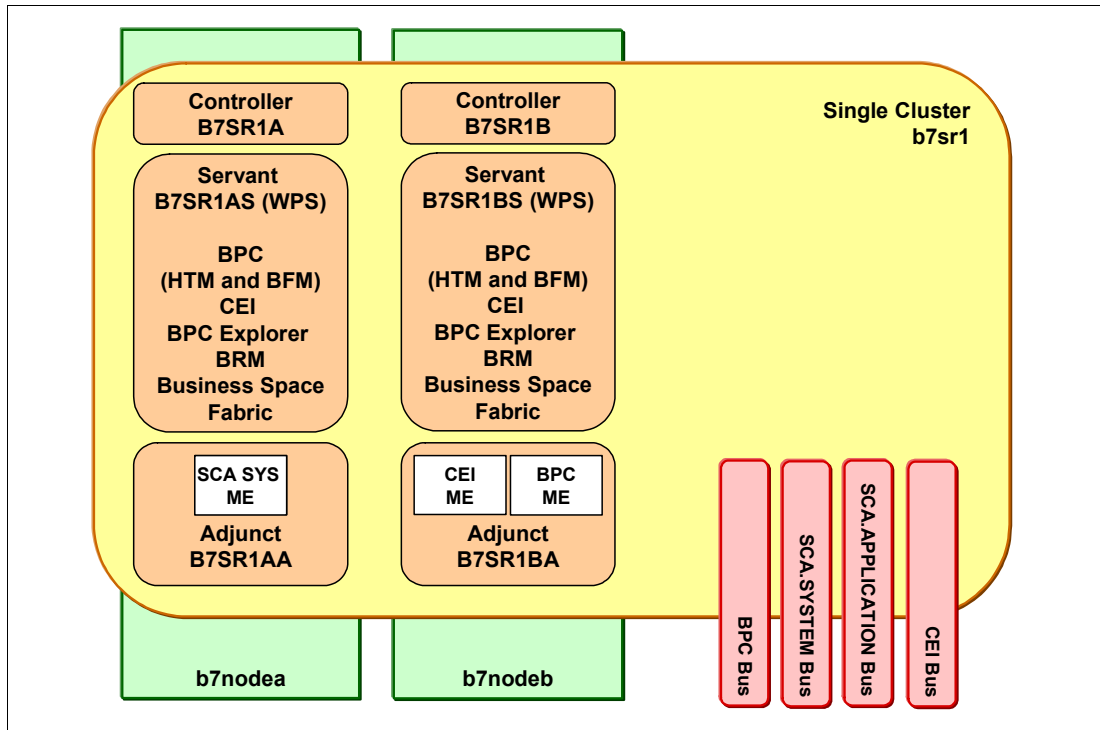 Controller
B7SR1A
Controller
B7SR1B
Single Cluster
b7sr1
Servant
B7SR1AS (WPS)
BPC
(HTM and BFM)
CEI
BPC Explorer
BRM
Business Space
Fabric
Servant
B7SR1BS (WPS)
BPC
(HTM and BFM)
CEI
BPC Explorer
BRM
Business Space
Fabric
SCA SYS
ME
Adjunct
B7SR1AA
CEI
ME
BPC
ME
Adjunct
B7SR1BA
BPC Bus
SCA.SYSTEM Bus
SCA.APPLICATION Bus
CEI Bus
b7nodea
b7nodeb